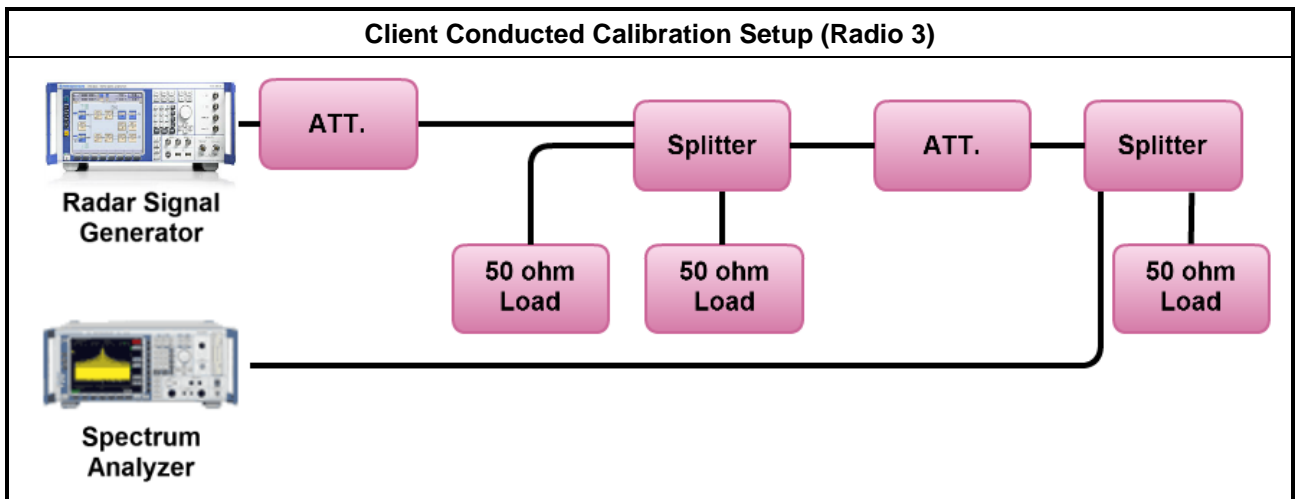 Client Conducted Calibration Setup (Radio 3)
ATT.
Splitter
ATT.
Splitter
Radar Signal
Generator
50 ohm
Load
50 ohm
Load
50 ohm
Load
Spectrum
Analyzer